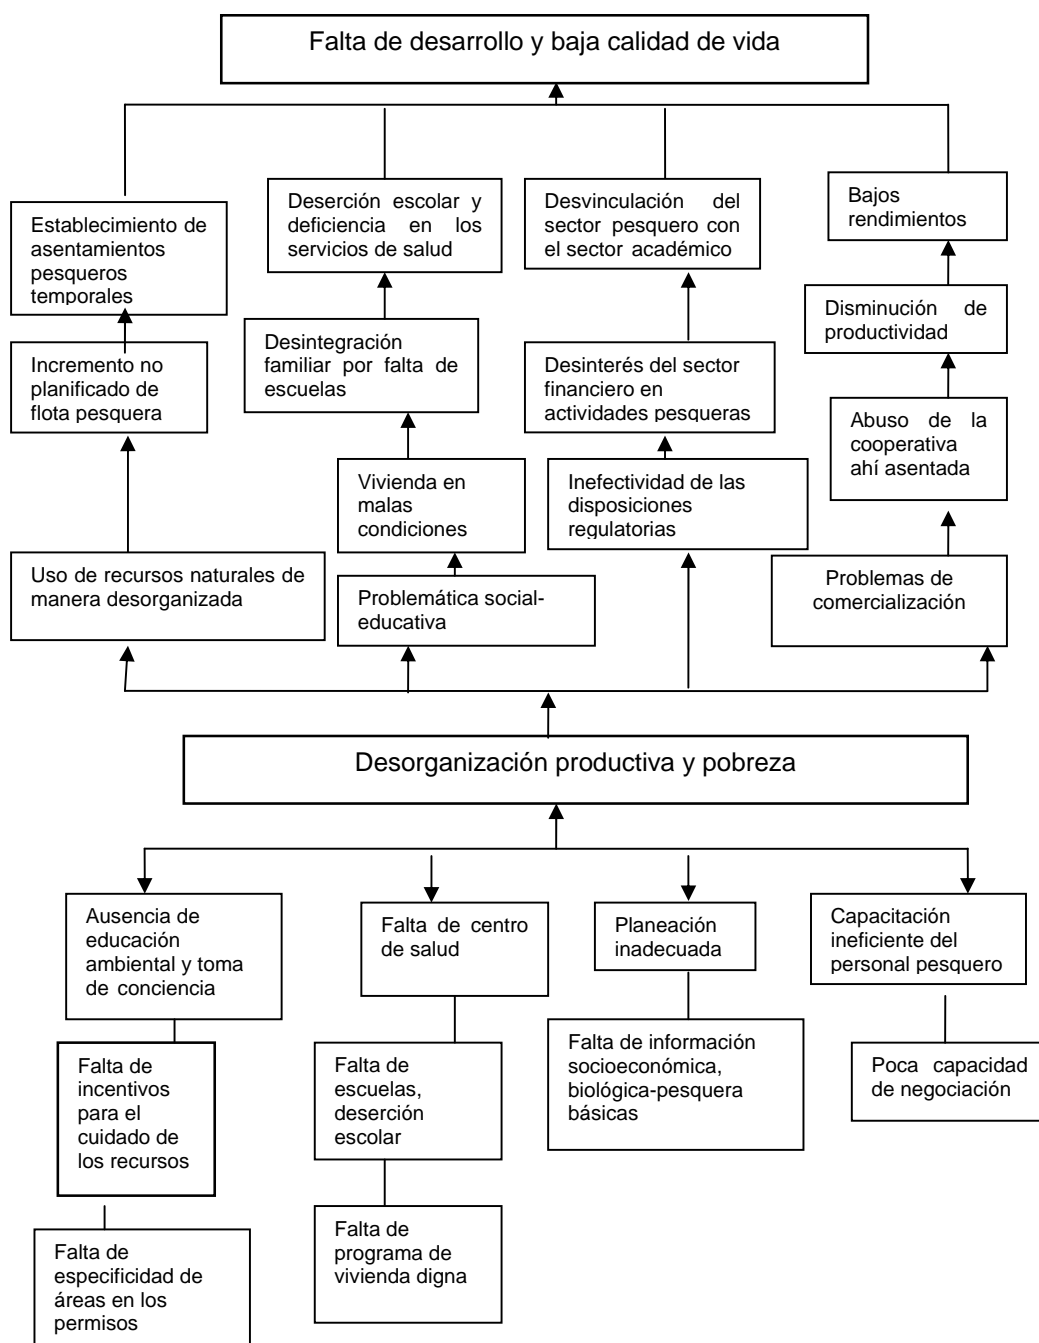 Falta de desarrollo y baja calidad de vida
Establecimiento de
asentamientos
pesqueros
temporales
Deserción escolar y
deficiencia en los
servicios de salud
Desvinculación del
sector pesquero con
el sector académico
Bajos
rendimientos
Incremento no
planificado de
flota pesquera
Desintegración
familiar por falta de
escuelas
Desinterés del sector
financiero en
actividades pesqueras
Disminución de
productividad
Abuso de la
cooperativa
ahí asentada
Vivienda en
malas
condiciones
Inefectividad de las
disposiciones
regulatorias
Uso de recursos naturales de
manera desorganizada
Problemática social-
educativa
Problemas de
comercialización
Desorganización productiva y pobreza
Ausencia de
educación
ambiental y toma
de conciencia
Falta de centro
de salud
Planeación
inadecuada
Capacitación
ineficiente del
personal pesquero
Falta de
incentivos
para el
cuidado de
los recursos
Falta de
escuelas,
deserción
escolar
Falta de información
socioeconómica,
biológica-pesquera
básicas
Poca capacidad
de negociación
Falta de
especificidad de
áreas en los
permisos
Falta de
programa de
vivienda digna